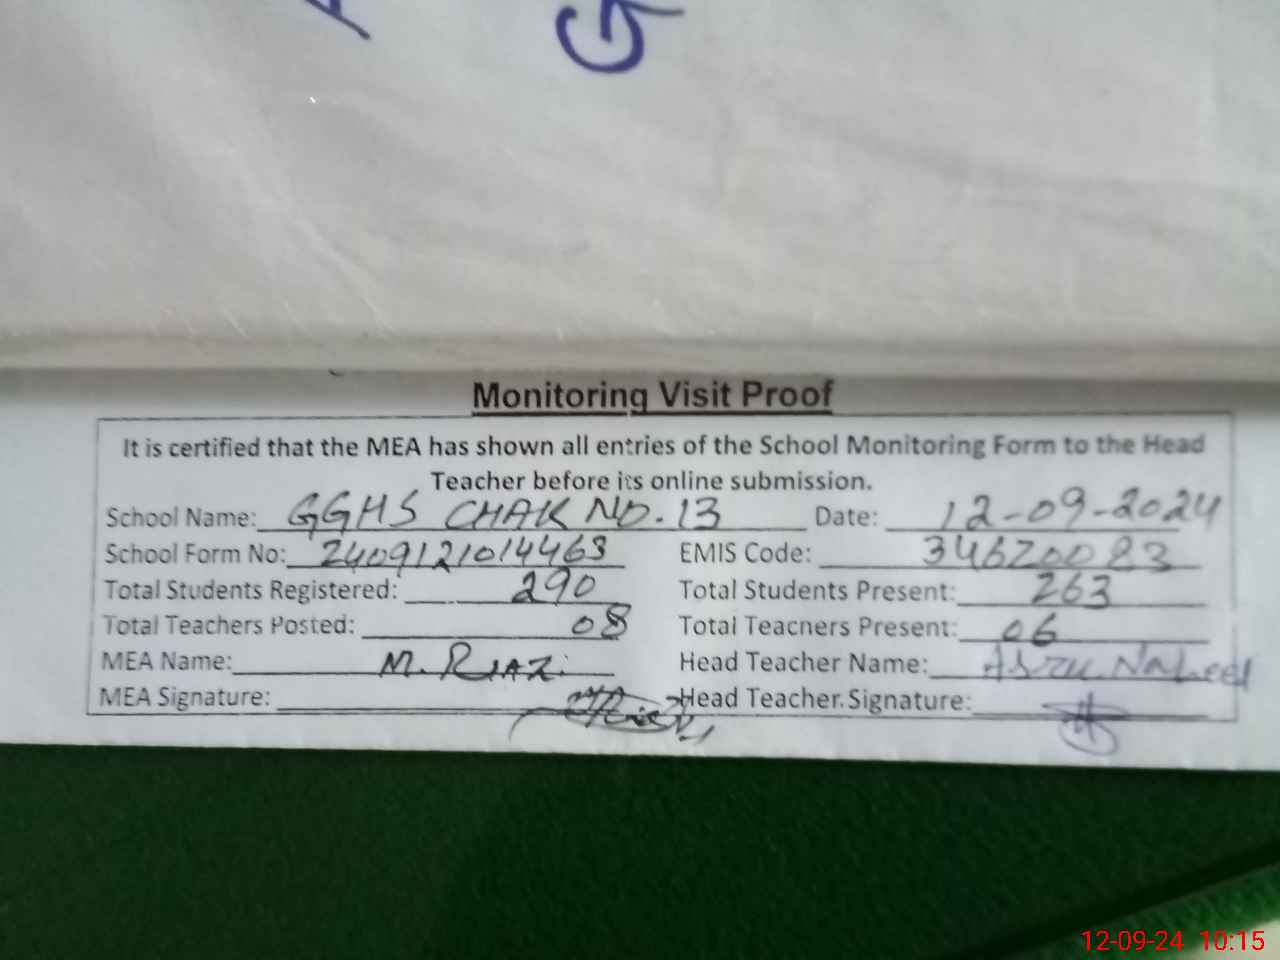 G
Monitoring Visit Proof
It is certified that the MEA has shown all entries of the School Monitoring Form to the Head
Teacher before its online submission.
School Name: GGHS CHAK NO. 13 Date: 12-09-2024
School Form No: 2409121014463 EMIS Code: 34620083
Total Students Registered: 290 Total Students Present: 263
Total Teachers Posted: 08 Total Teachers Present: 06
MEA Name: M. RIAZ. Head Teacher Name: Naheed
MEA Signature: Head Teacher Signature:
12-09-24 10:15